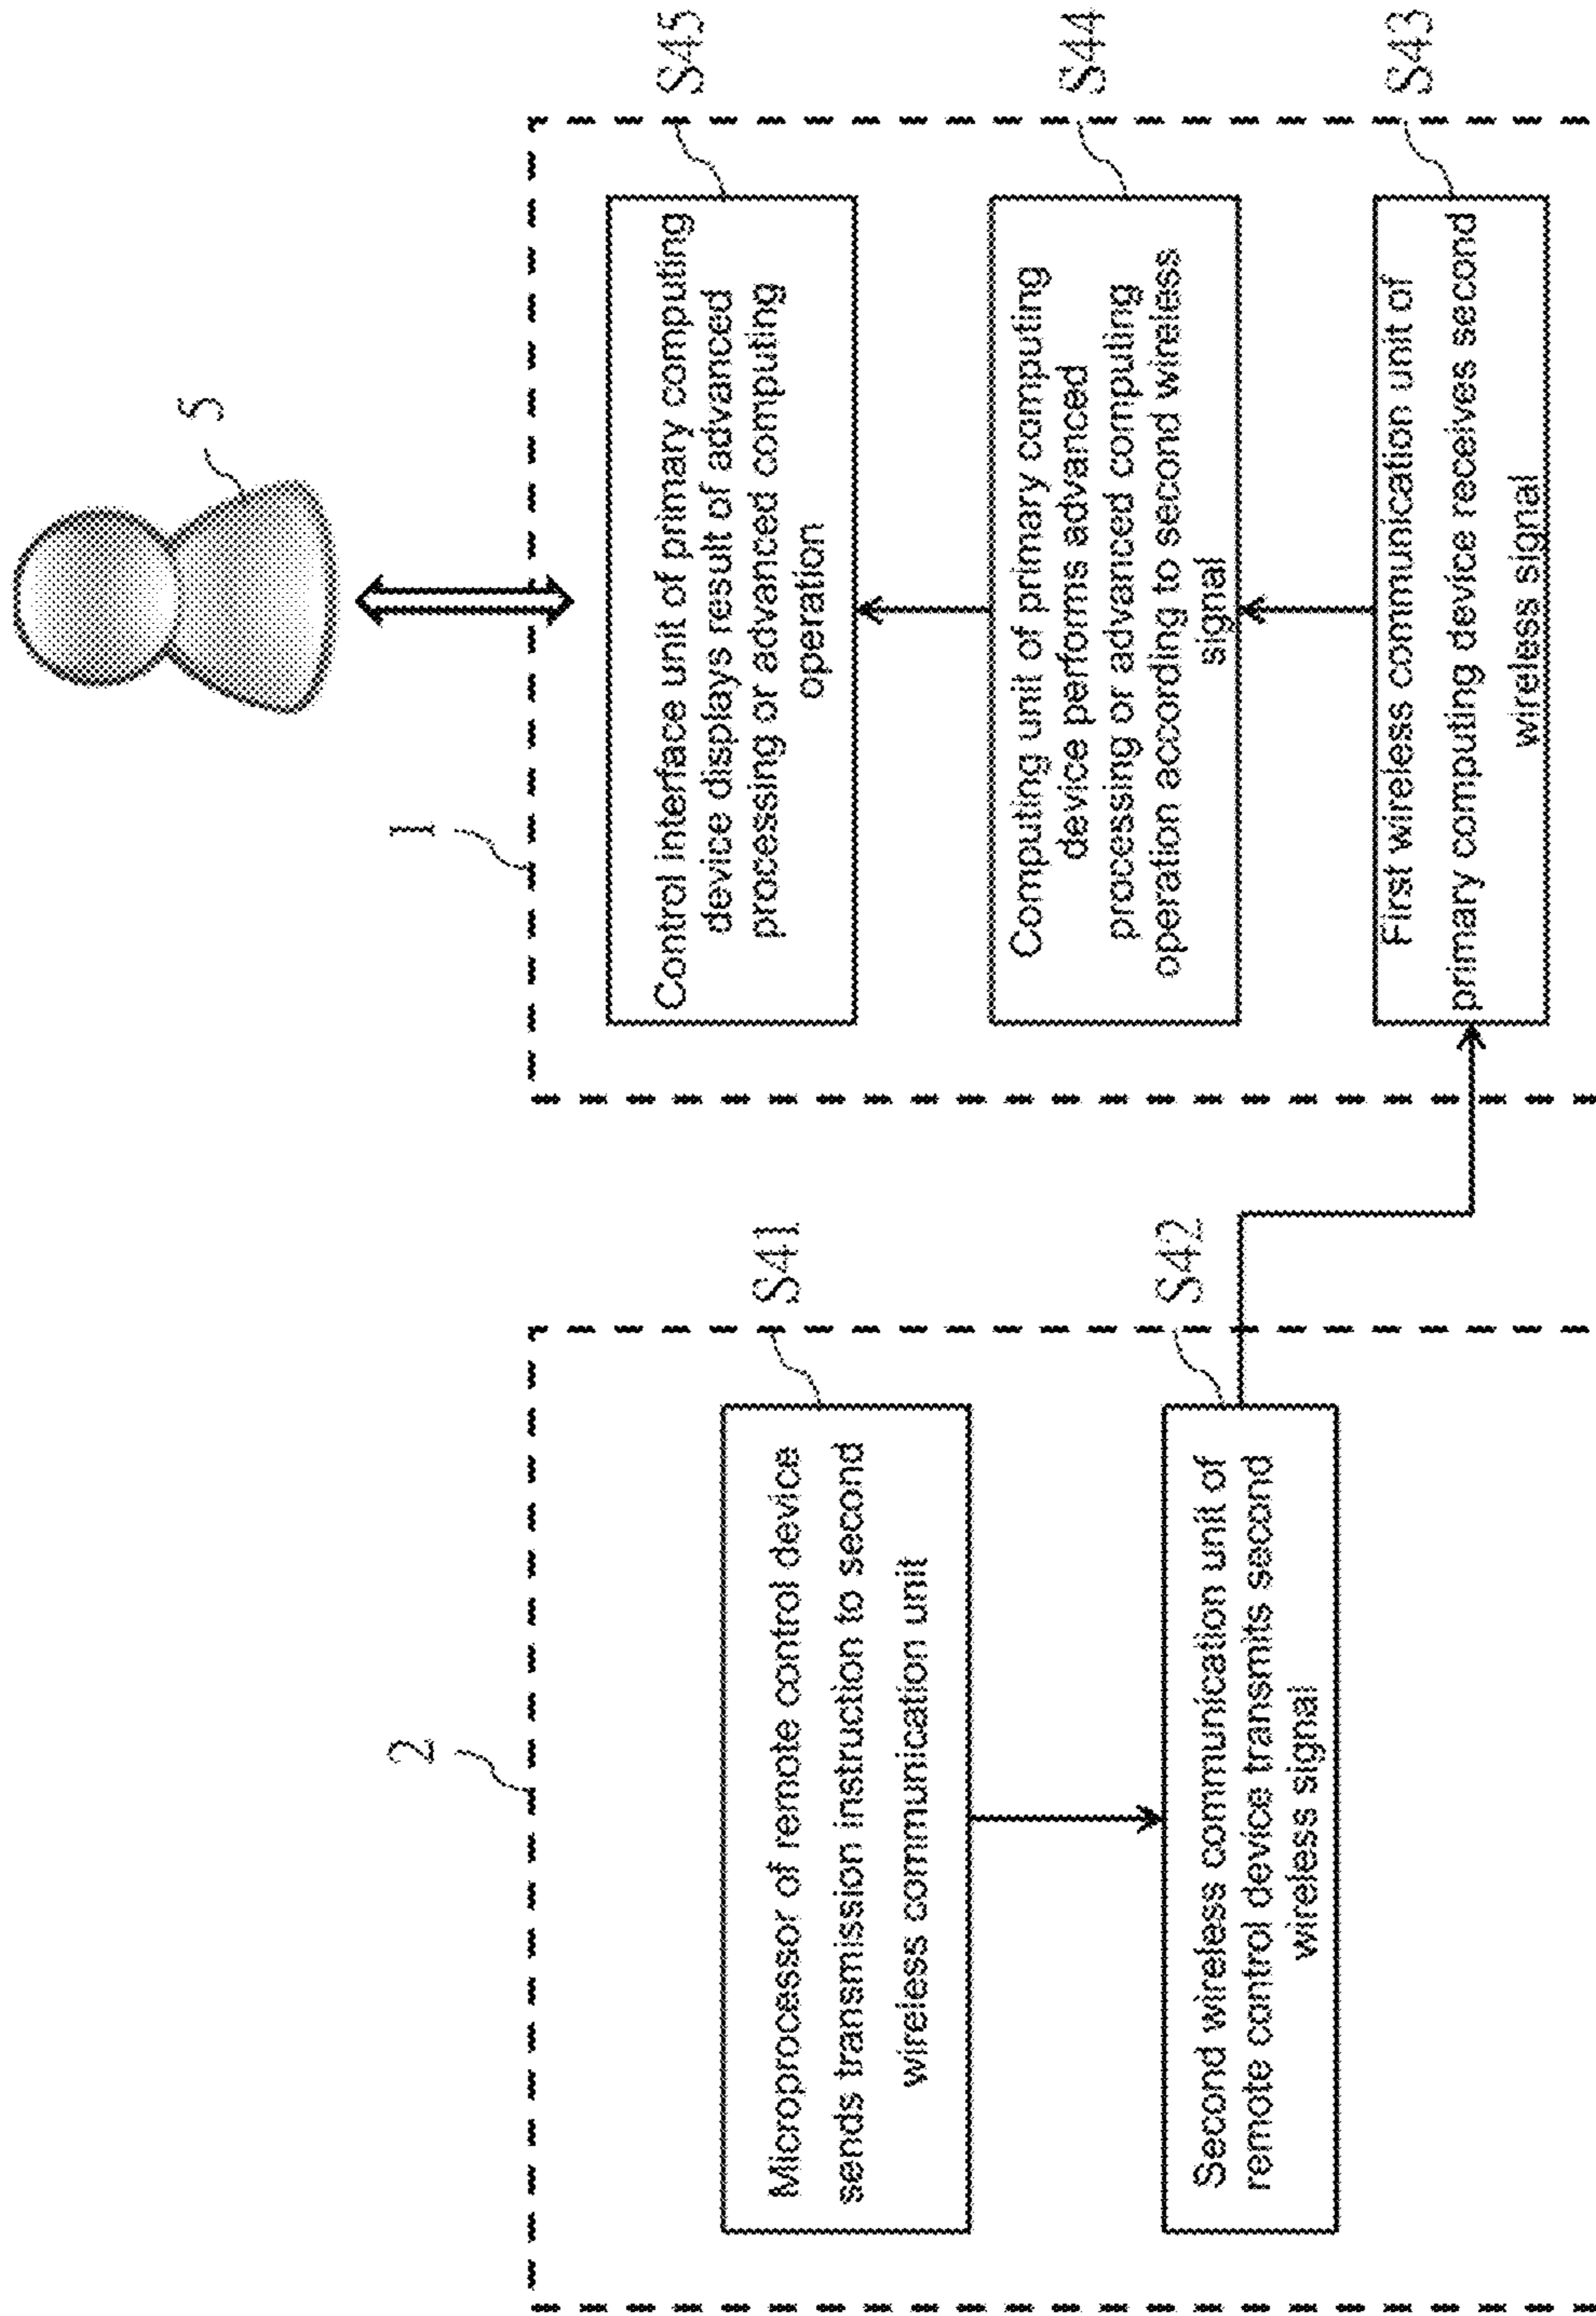 5
2
1
Microprocessor of remote control device
sends transmission instruction to second
wireless communication unit
S41
Second wireless communication unit of
remote control device transmits second
wireless signal
S42
Control interface unit of primary computing
device displays result of advanced
processing or advanced computing
operation
S45
Computing unit of primary computing
device performs advanced
processing or advanced computing
operation according to second wireless
signal
S44
First wireless communication unit of
primary computing device receives second
wireless signal
S43